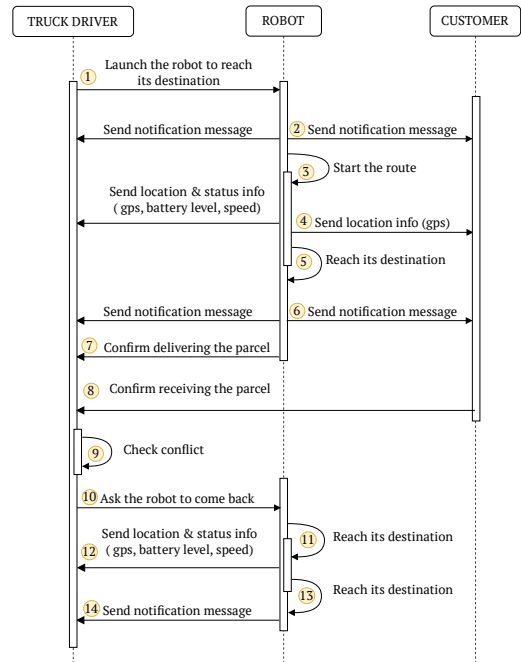 TRUCK DRIVER
ROBOT
CUSTOMER
1
Launch the robot to reach
its destination
Send notification message
2 Send notification message
3 Start the route
Send location & status info
( gps, battery level, speed)
4 Send location info (gps)
5 Reach its destination
Send notification message
6 Send notification message
7 Confirm delivering the parcel
8 Confirm receiving the parcel
9 Check conflict
10 Ask the robot to come back
11 Reach its destination
Send location & status info
12 ( gps, battery level, speed)
13 Reach its destination
14 Send notification message